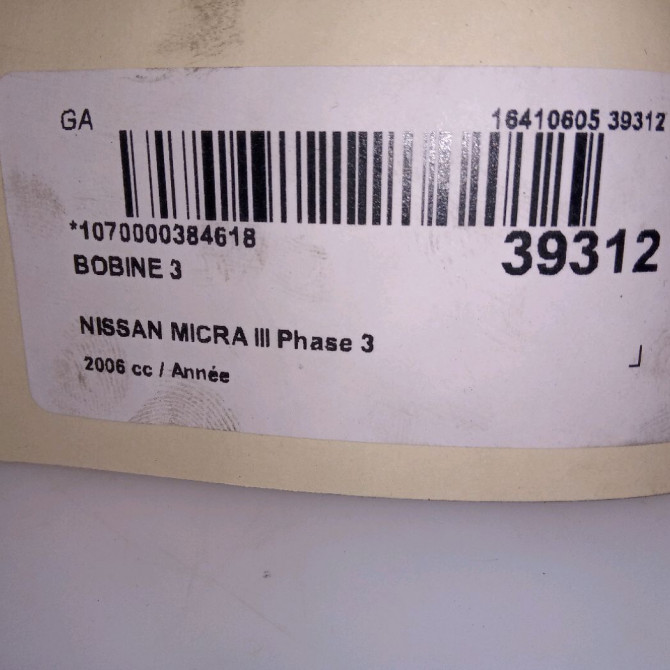 GA
16410605 39312
*1070000384618
39312
BOBINE 3
NISSAN MICRA III Phase 3
2006 cc / Année